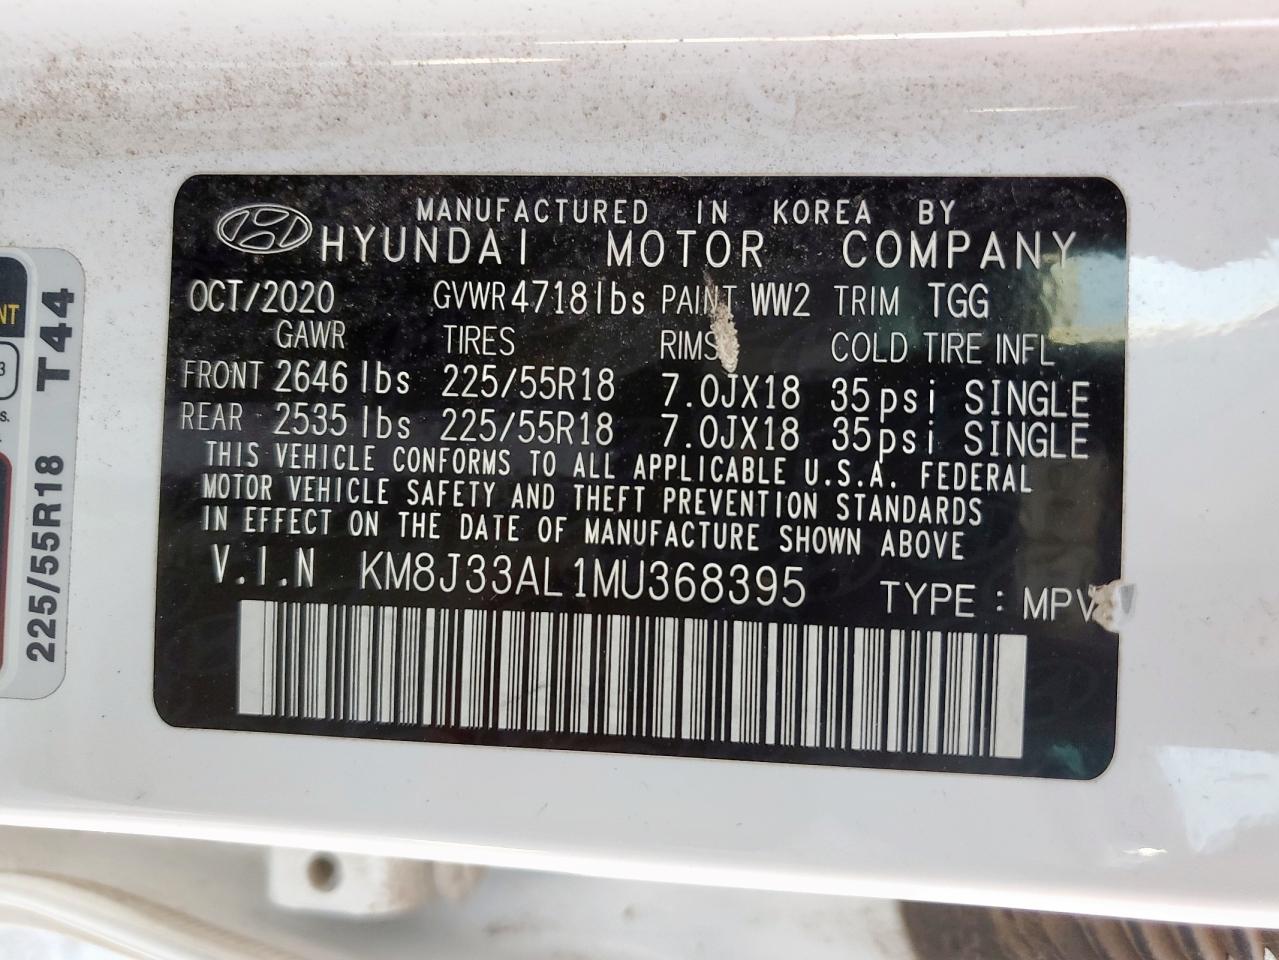 MANUFACTURED IN KOREA BY
HYUNDAI MOTOR COMPANY
OCT/2020 GVWR 4718lbs PAINT WW2 TRIM TGG
GAWR TIRES RIMS COLD TIRE INFL
FRONT 2646 lbs 225/55R18 7.0JX18 35psi SINGLE
REAR 2535 lbs 225/55R18 7.0JX18 35psi SINGLE
THIS VEHICLE CONFORMS TO ALL APPLICABLE U.S.A. FEDERAL
MOTOR VEHICLE SAFETY AND THEFT PREVENTION STANDARDS
IN EFFECT ON THE DATE OF MANUFACTURE SHOWN ABOVE
V.I.N KM8J33AL1MU368395 TYPE : MPV
225/55R18 T44